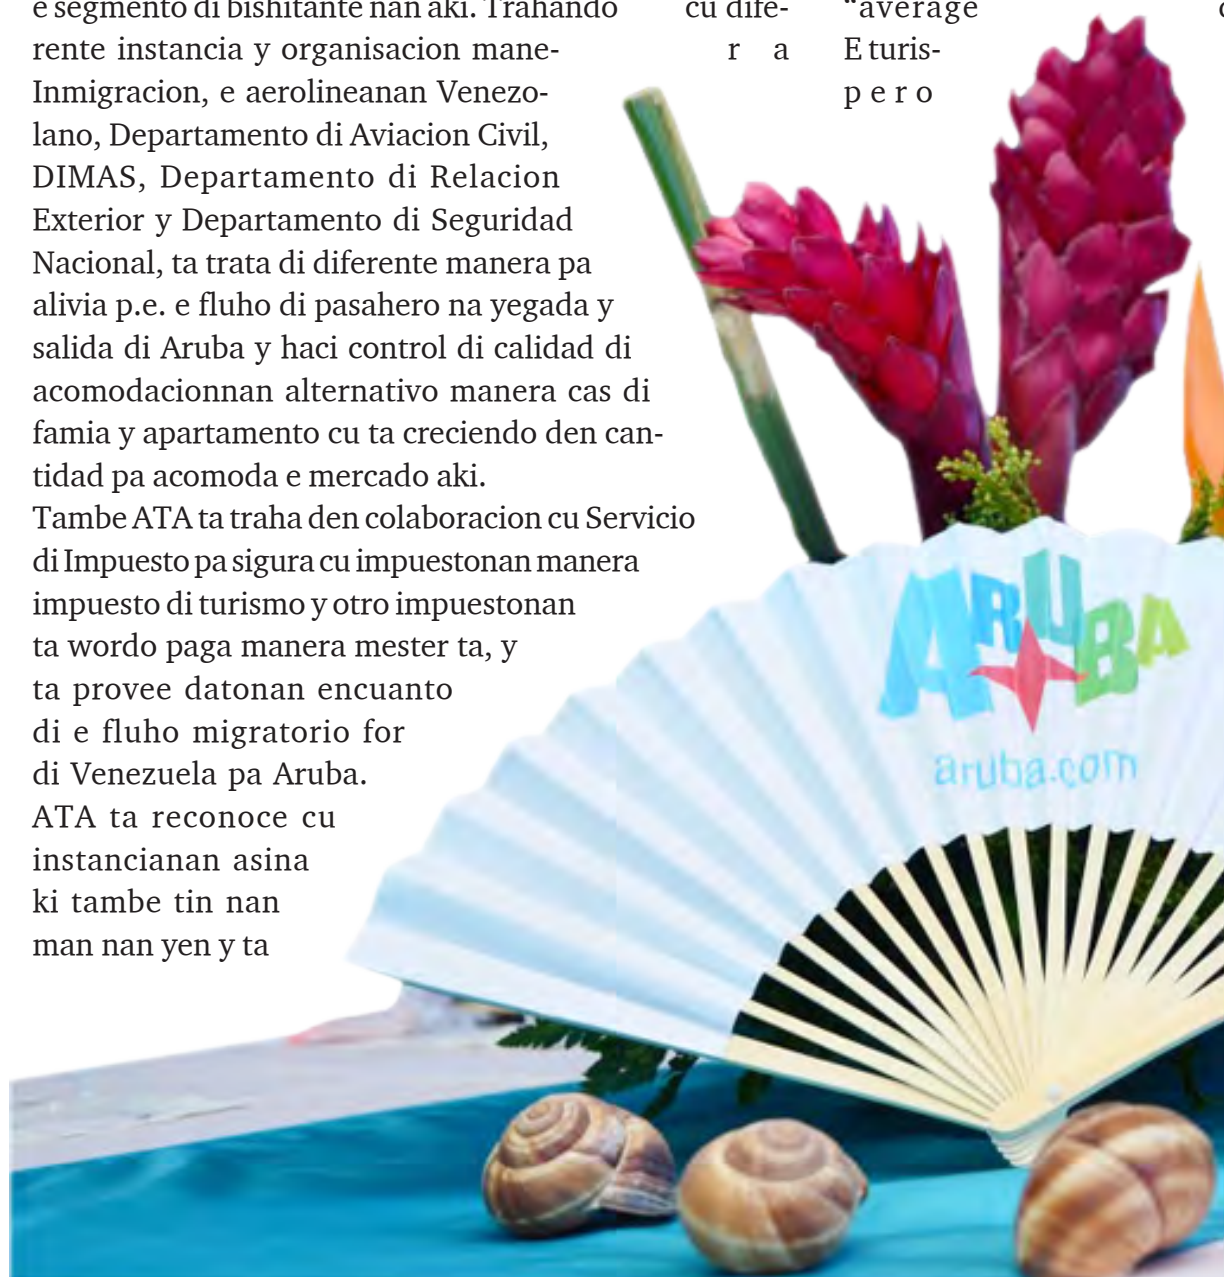 e segmento di bishitante nan aki. Trahando cu dife-
rente instancia y organisacion mane- r a
Inmigracion, e aerolineanan Venezo-
lano, Departamento di Aviacion Civil,
DIMAS, Departamento di Relacion
Exterior y Departamento di Seguridad
Nacional, ta trata di diferente manera pa
alivia p.e. e fluho di pasahero na yegada y
salida di Aruba y haci control di calidad di
acomodacionnan alternativo manera cas di
famia y apartamento cu ta creciendo den can-
tidad pa acomoda e mercado aki.
Tambe ATA ta traha den colaboracion cu Servicio
di Impuesto pa sigura cu impuestonan manera
impuesto di turismo y otro impuestonan
ta wordo paga manera mester ta, y
ta provee datonan encuanto
di e fluho migratorio for
di Venezuela pa Aruba.
ATA ta reconoce cu
instancianan asina
ki tambe tin nan
man nan yen y ta
"average
E turis-
pero
ARUBA
aruba.com